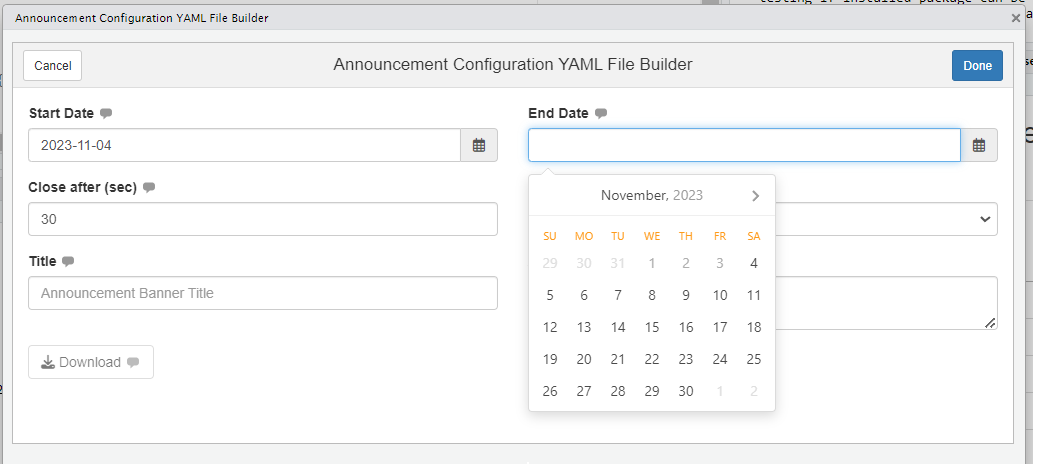 testing if installed package can be
Announcement Configuration YAML File Builder
Cancel
Announcement Configuration YAML File Builder
Done
Start Date
End Date
2023-11-04
Close after (sec)
30
November, 2023
SU MO TU WE TH FR SA
29 30 31 1 2 3 4
5 6 7 8 9 10 11
12 13 14 15 16 17 18
19 20 21 22 23 24 25
26 27 28 29 30 1 2
Title
Announcement Banner Title
Download